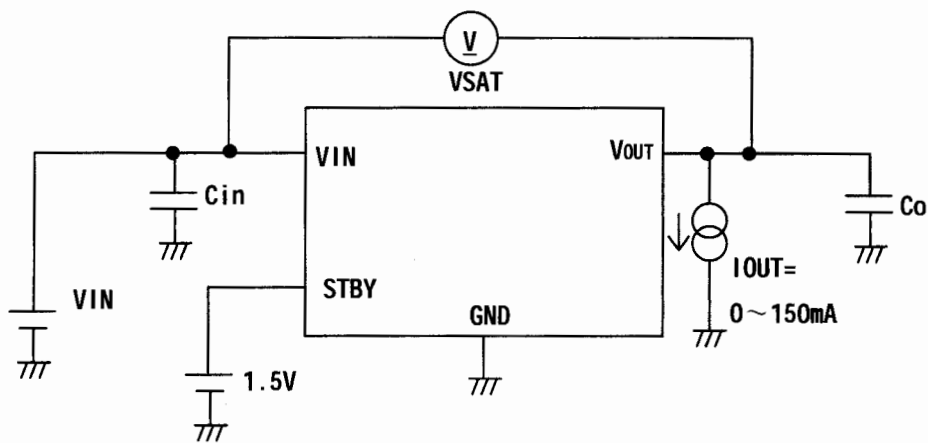 V
VSAT
VIN
VOUT
Cin
Co
STBY
VIN
IOUT=
0~150mA
GND
1.5V